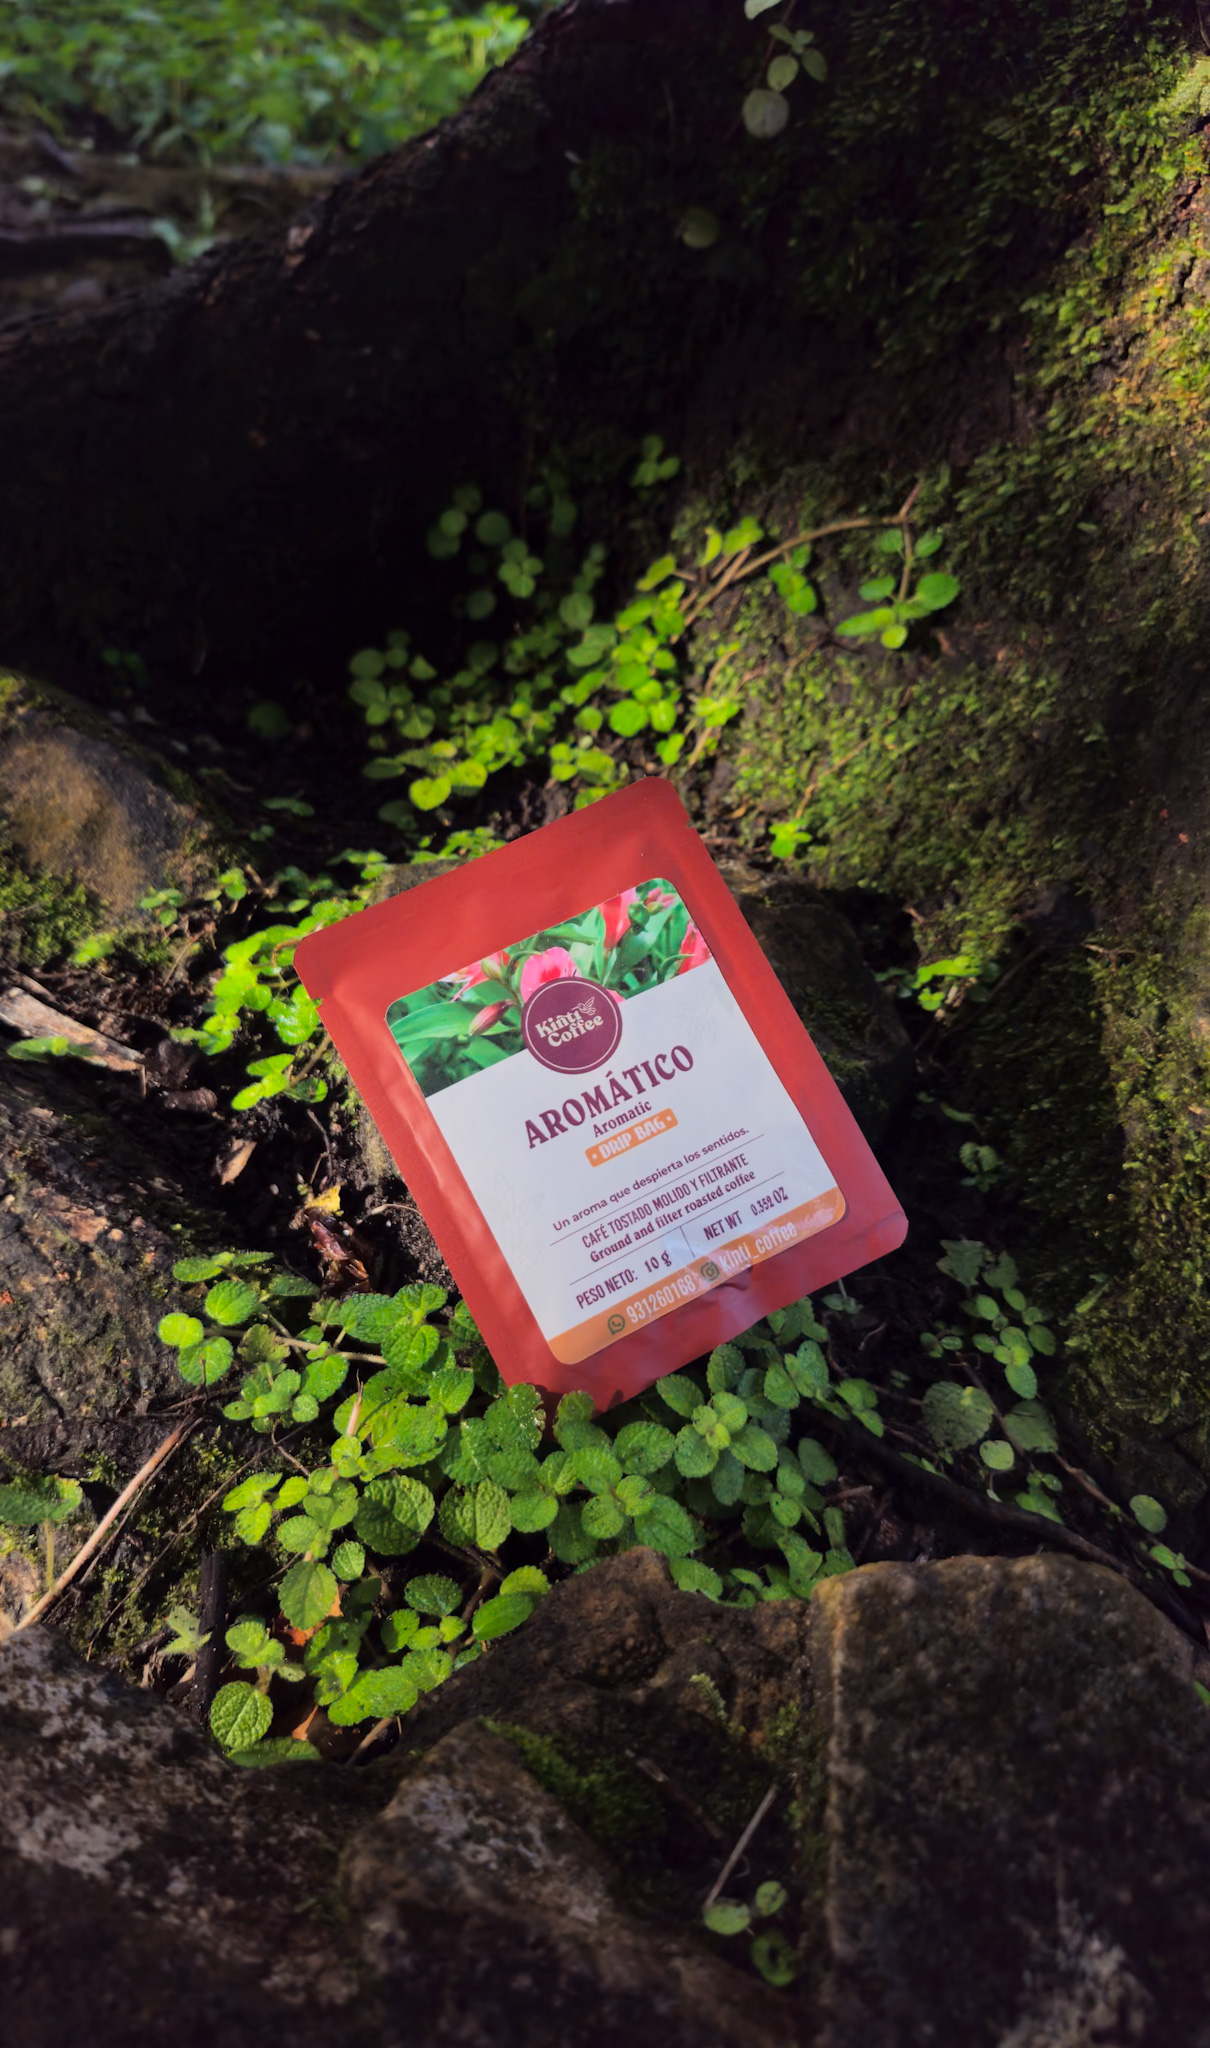 Kinti
Coffee
AROMÁTICO
Aromatic
• DRIP BAG •
Un aroma que despierta los sentidos.
CAFÉ TOSTADO MOLIDO Y FILTRANTE
Ground and filter roasted coffee
PESO NETO: 10 g NET WT 0.352 OZ
931260168 kinti_coffee